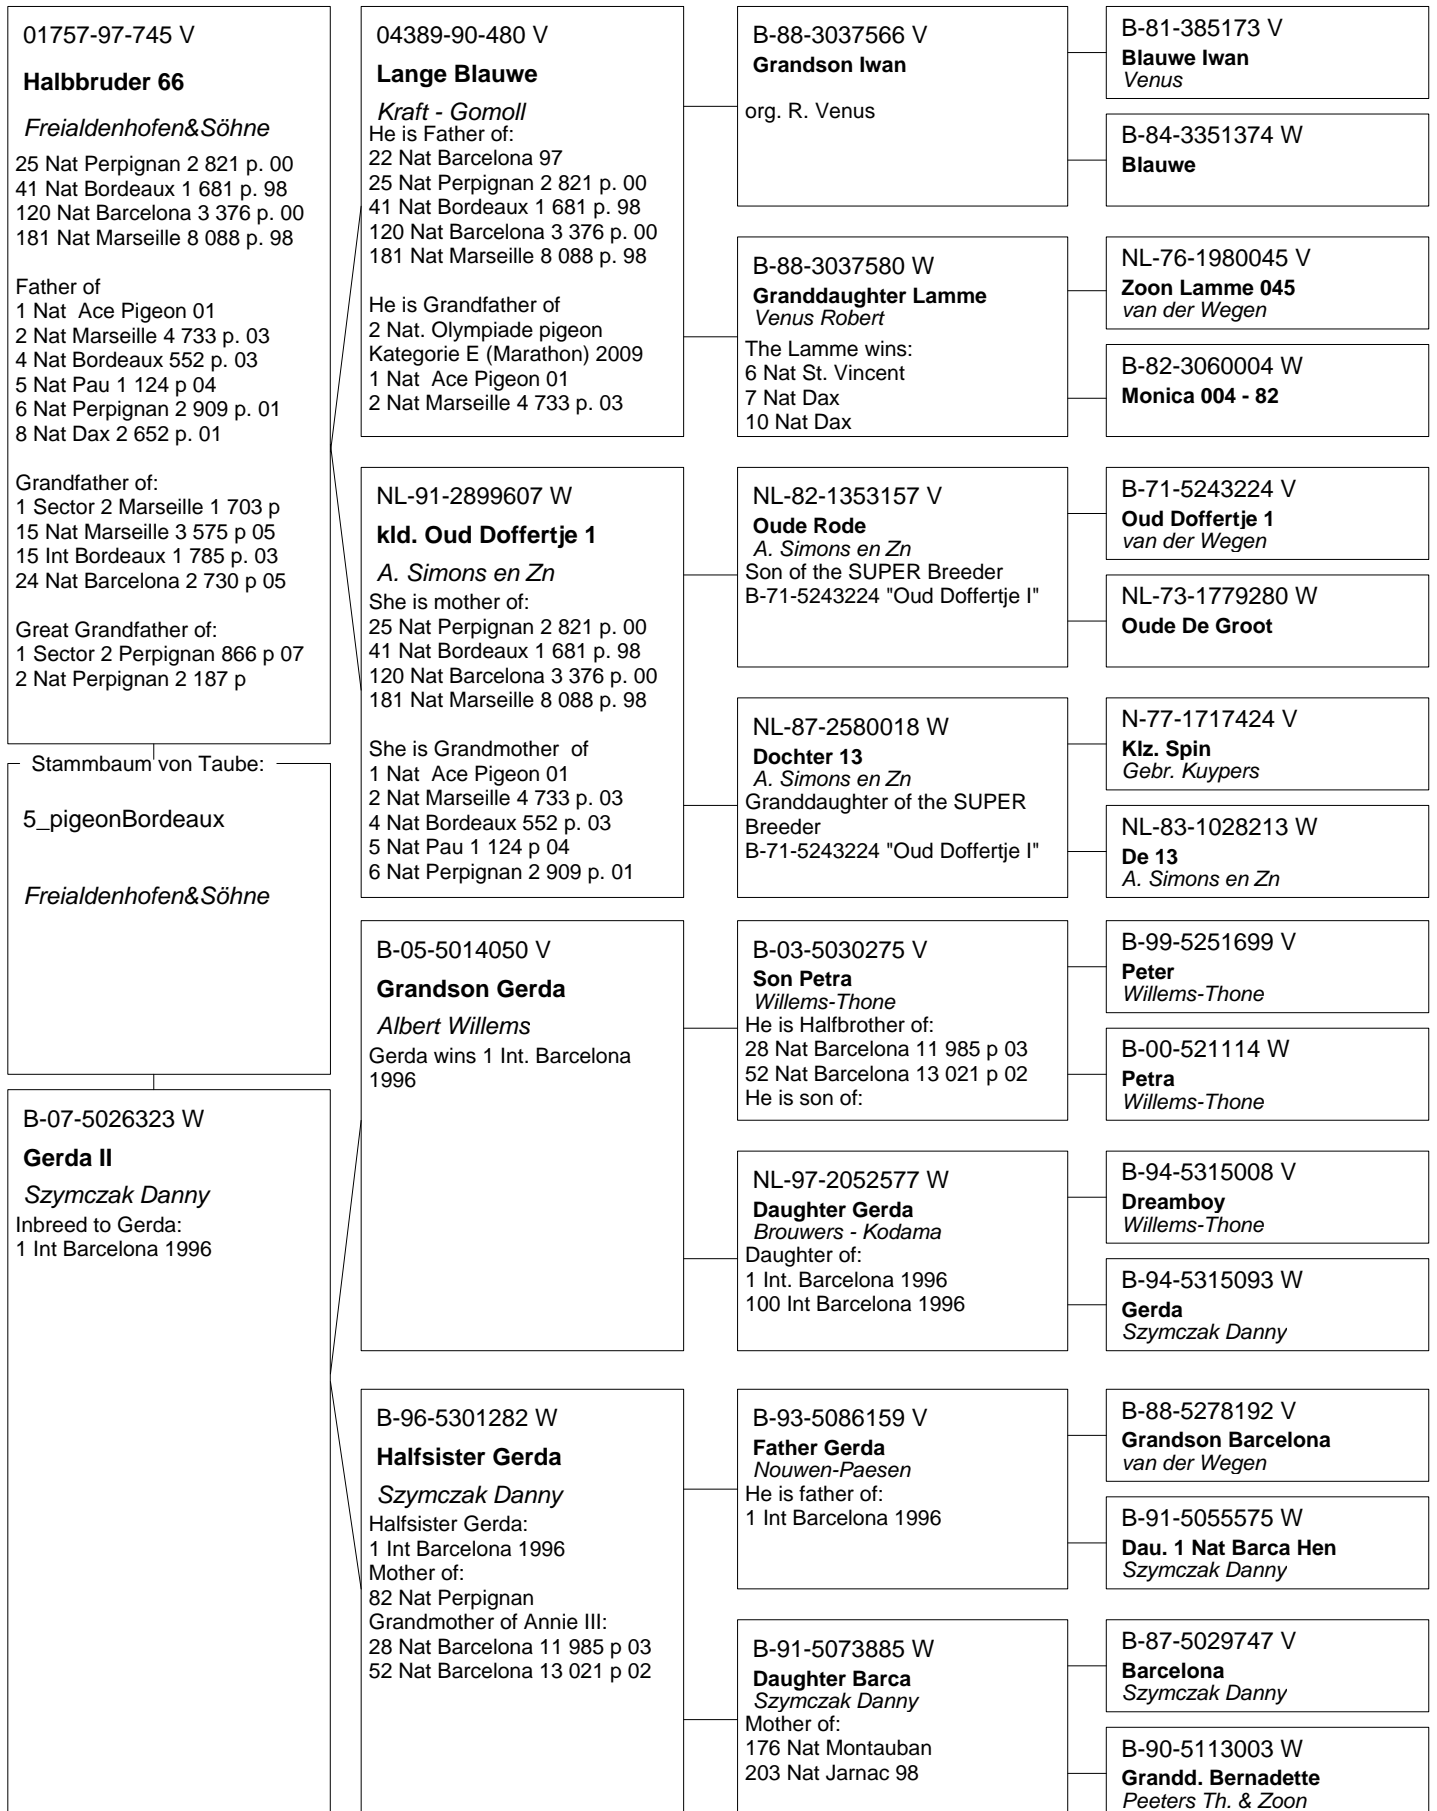 01757-97-745 V
Halbbruder 66
Freialdenhofen&Söhne
25 Nat Perpignan 2 821 p. 00
41 Nat Bordeaux 1 681 p. 98
120 Nat Barcelona 3 376 p. 00
181 Nat Marseille 8 088 p. 98
Father of
1 Nat  Ace Pigeon 01
2 Nat Marseille 4 733 p. 03
4 Nat Bordeaux 552 p. 03
5 Nat Pau 1 124 p 04
6 Nat Perpignan 2 909 p. 01
8 Nat Dax 2 652 p. 01
Grandfather of:
1 Sector 2 Marseille 1 703 p
15 Nat Marseille 3 575 p 05
15 Int Bordeaux 1 785 p. 03
24 Nat Barcelona 2 730 p 05
Great Grandfather of:
1 Sector 2 Perpignan 866 p 07
2 Nat Perpignan 2 187 p
Stammbaum von Taube:
5_pigeonBordeaux
Freialdenhofen&Söhne
B-07-5026323 W
Gerda II
Szymczak Danny
Inbreed to Gerda:
1 Int Barcelona 1996
04389-90-480 V
Lange Blauwe
Kraft - Gomoll
He is Father of:
22 Nat Barcelona 97
25 Nat Perpignan 2 821 p. 00
41 Nat Bordeaux 1 681 p. 98
120 Nat Barcelona 3 376 p. 00
181 Nat Marseille 8 088 p. 98
He is Grandfather of
2 Nat. Olympiade pigeon
Kategorie E (Marathon) 2009
1 Nat  Ace Pigeon 01
2 Nat Marseille 4 733 p. 03
NL-91-2899607 W
kld. Oud Doffertje 1
A. Simons en Zn
She is mother of:
25 Nat Perpignan 2 821 p. 00
41 Nat Bordeaux 1 681 p. 98
120 Nat Barcelona 3 376 p. 00
181 Nat Marseille 8 088 p. 98
She is Grandmother  of
1 Nat  Ace Pigeon 01
2 Nat Marseille 4 733 p. 03
4 Nat Bordeaux 552 p. 03
5 Nat Pau 1 124 p 04
6 Nat Perpignan 2 909 p. 01
B-05-5014050 V
Grandson Gerda
Albert Willems
Gerda wins 1 Int. Barcelona
1996
B-96-5301282 W
Halfsister Gerda
Szymczak Danny
Halfsister Gerda:
1 Int Barcelona 1996
Mother of:
82 Nat Perpignan
Grandmother of Annie III:
28 Nat Barcelona 11 985 p 03
52 Nat Barcelona 13 021 p 02
B-88-3037566 V
Grandson Iwan
org. R. Venus
B-88-3037580 W
Granddaughter Lamme
Venus Robert
The Lamme wins:
6 Nat St. Vincent
7 Nat Dax
10 Nat Dax
NL-82-1353157 V
Oude Rode
A. Simons en Zn
Son of the SUPER Breeder
B-71-5243224 "Oud Doffertje I"
NL-87-2580018 W
Dochter 13
A. Simons en Zn
Granddaughter of the SUPER
Breeder
B-71-5243224 "Oud Doffertje I"
B-03-5030275 V
Son Petra
Willems-Thone
He is Halfbrother of:
28 Nat Barcelona 11 985 p 03
52 Nat Barcelona 13 021 p 02
He is son of:
NL-97-2052577 W
Daughter Gerda
Brouwers - Kodama
Daughter of:
1 Int. Barcelona 1996
100 Int Barcelona 1996
B-93-5086159 V
Father Gerda
Nouwen-Paesen
He is father of:
1 Int Barcelona 1996
B-91-5073885 W
Daughter Barca
Szymczak Danny
Mother of:
176 Nat Montauban
203 Nat Jarnac 98
B-81-385173 V
Blauwe Iwan
Venus
B-84-3351374 W
Blauwe
NL-76-1980045 V
Zoon Lamme 045
van der Wegen
B-82-3060004 W
Monica 004 - 82
B-71-5243224 V
Oud Doffertje 1
van der Wegen
NL-73-1779280 W
Oude De Groot
N-77-1717424 V
Klz. Spin
Gebr. Kuypers
NL-83-1028213 W
De 13
A. Simons en Zn
B-99-5251699 V
Peter
Willems-Thone
B-00-521114 W
Petra
Willems-Thone
B-94-5315008 V
Dreamboy
Willems-Thone
B-94-5315093 W
Gerda
Szymczak Danny
B-88-5278192 V
Grandson Barcelona
van der Wegen
B-91-5055575 W
Dau. 1 Nat Barca Hen
Szymczak Danny
B-87-5029747 V
Barcelona
Szymczak Danny
B-90-5113003 W
Grandd. Bernadette
Peeters Th. & Zoon